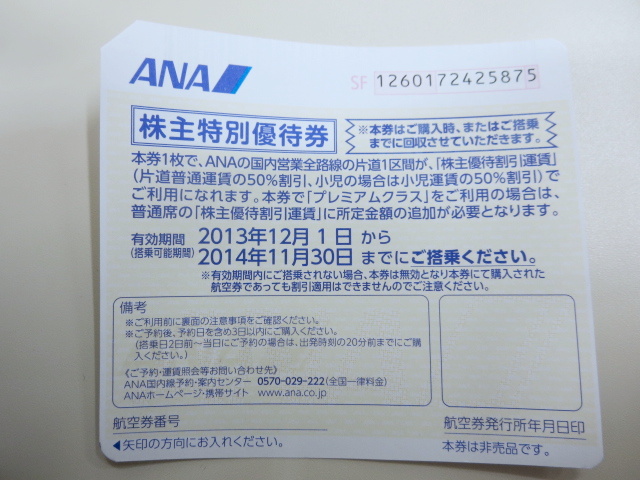 ANA
SF 1260172425875
株主特別優待券
※本券はご購入時、またはご搭乗
までに回収させていただきます。
本券1枚で、ANAの国内営業全路線の片道1区間が、「株主優待割引運賃」
(片道普通運賃の50%割引、小児の場合は小児運賃の50%割引)で
ご利用になれます。本券で「プレミアムクラス」をご利用の場合は、
普通席の「株主優待割引運賃」に所定金額の追加が必要となります。
有効期間
(搭乗可能期間)
2013年12月1日から
2014年11月30日までにご搭乗ください。
※有効期間内にご搭乗されない場合、本券は無効となり本券にて購入された
航空券であっても割引適用はできませんのでご注意ください。
備考
※ご利用前に裏面の注意事項をご確認ください。
※ご予約後、予約日を含め3日以内にご購入ください。
(搭乗日2日前〜当日にご予約の場合は、出発時刻の20分前までにご購
入ください。)
《ご予約・運賃照会等お問い合わせ先》
ANA国内線予約・案内センター 0570-029-222(全国一律料金)
ANAホームページ・携帯サイト www.ana.co.jp
航空券番号
航空券発行所年月日印
◀矢印の方向にお入れください。
本券は非売品です。